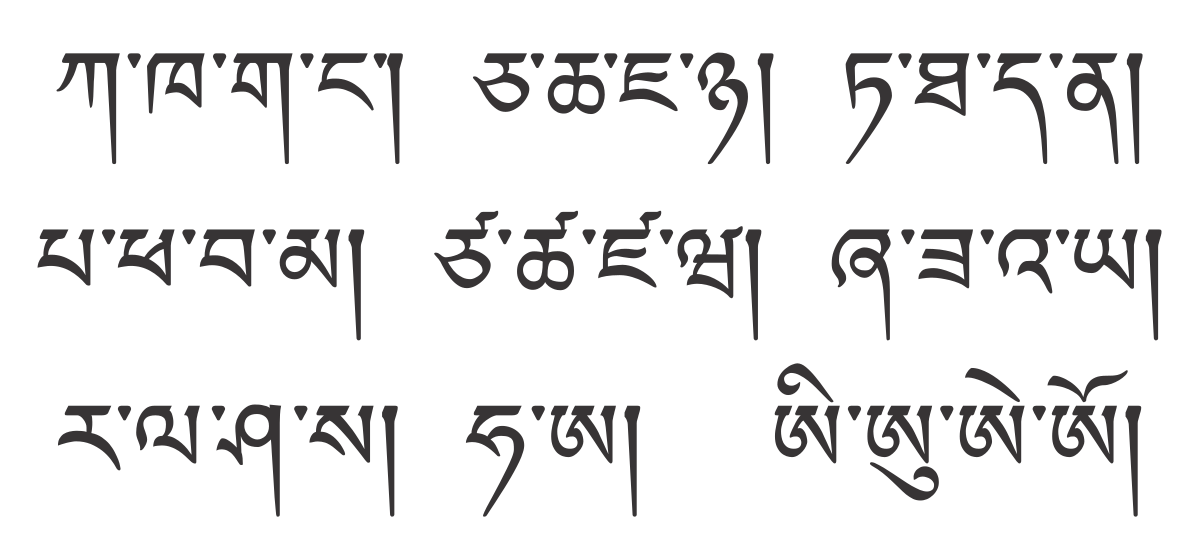 ཀ་ཁ་ག་ང་། ཅ་ཆ་ཇ་ཉ། ཏ་ཐ་ད་ན།
པ་ཕ་བ་མ། ཙ་ཚ་ཛ་ཝ། ཞ་ཟ་འ་ཡ།
ར་ལ་ཤ་ས། ཧ་ཨ། ཨི་ཨུ་ཨེ་ཨོ།